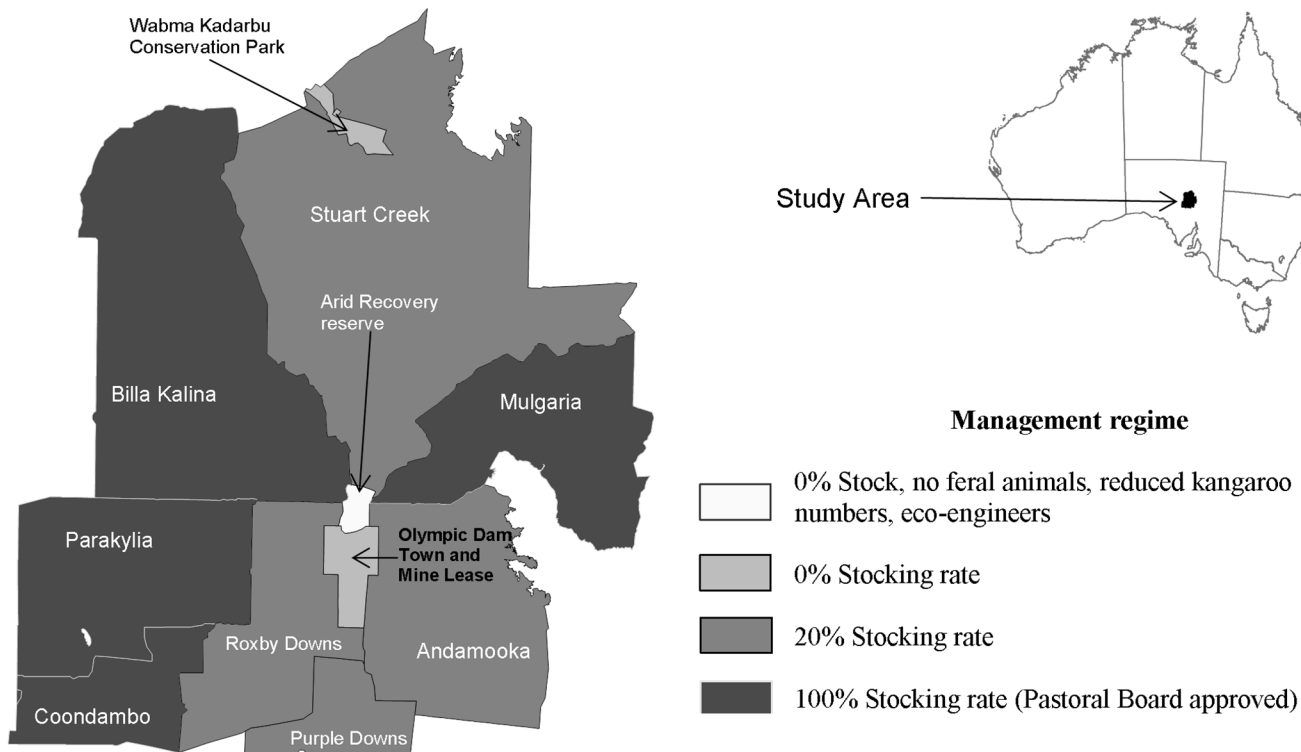 Wabma Kadarbu
Conservation Park
Stuart Creek
Arid Recovery
reserve
Billa Kalina
Mulgaria
Parakylia
Olympic Dam
Town and
Mine Lease
Roxby Downs
Andamooka
Coondambo
Purple Downs
Study Area
Management regime
0% Stock, no feral animals, reduced kangaroo
numbers, eco-engineers
0% Stocking rate
20% Stocking rate
100% Stocking rate (Pastoral Board approved)